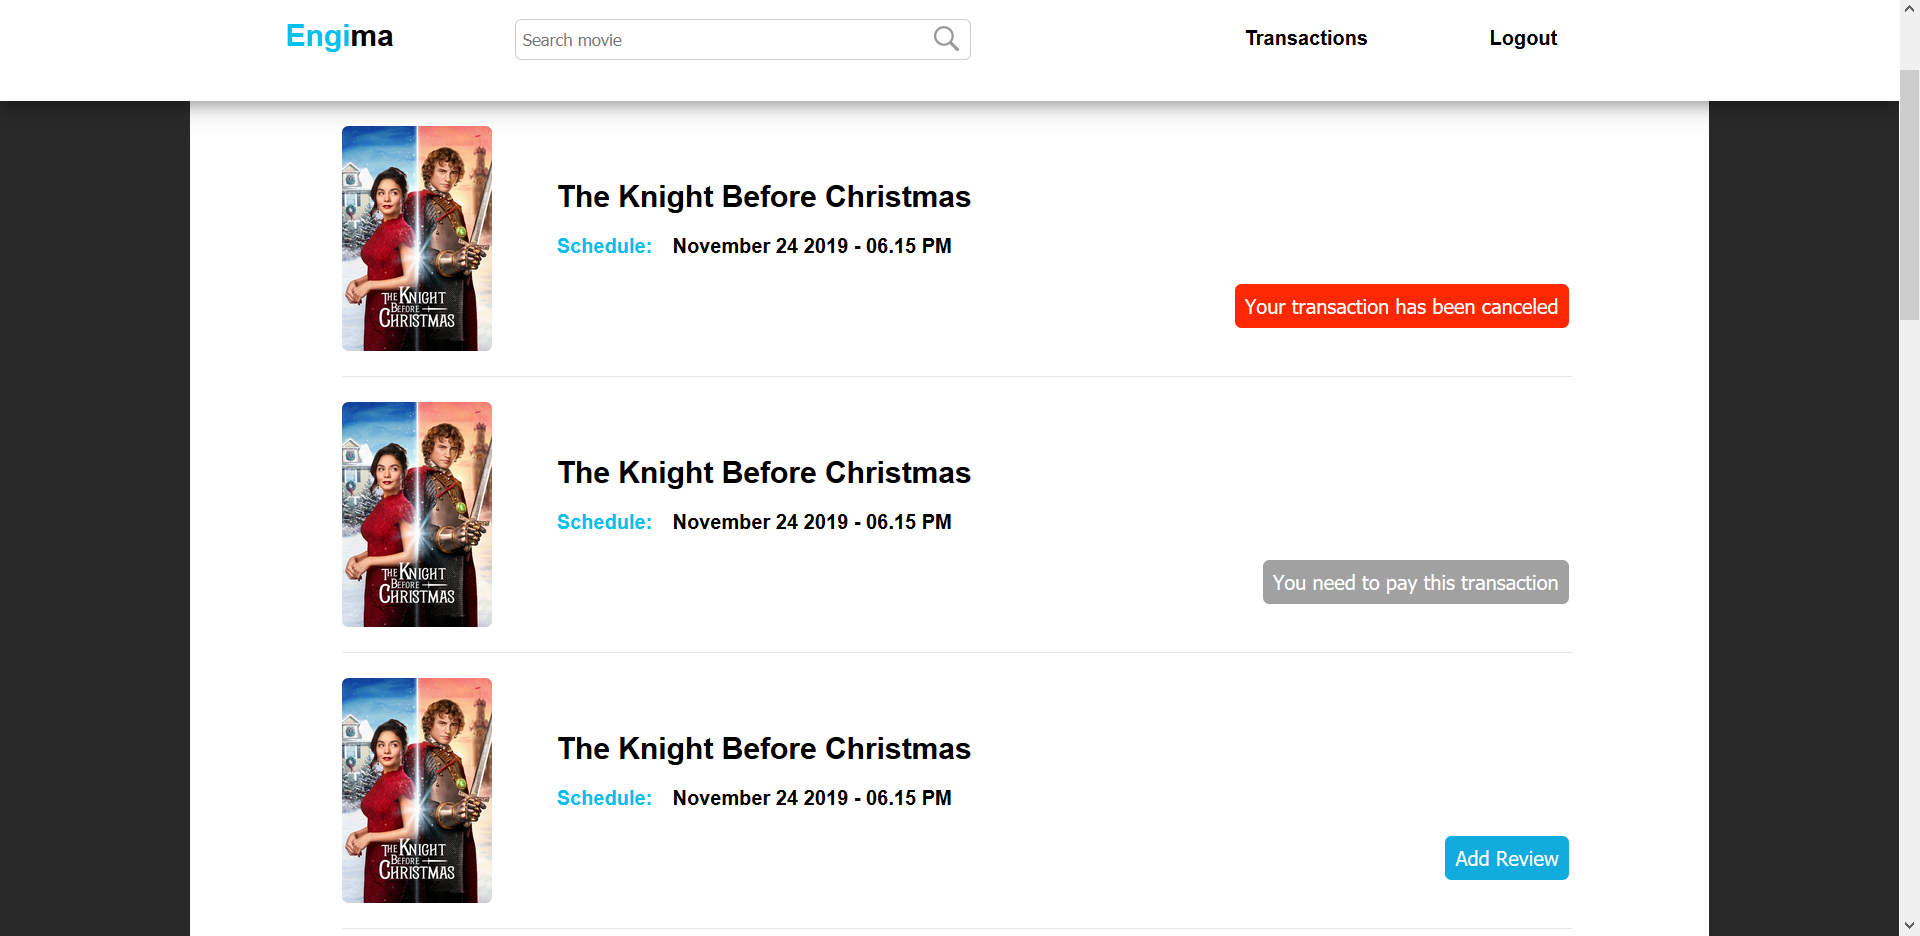 Engima
Search movie
Transactions
Logout
THE KNIGHT
BEFORE
CHRISTMAS
The Knight Before Christmas
Schedule: November 24 2019 - 06.15 PM
Your transaction has been canceled
THE KNIGHT
BEFORE
CHRISTMAS
The Knight Before Christmas
Schedule: November 24 2019 - 06.15 PM
You need to pay this transaction
THE KNIGHT
BEFORE
CHRISTMAS
The Knight Before Christmas
Schedule: November 24 2019 - 06.15 PM
Add Review